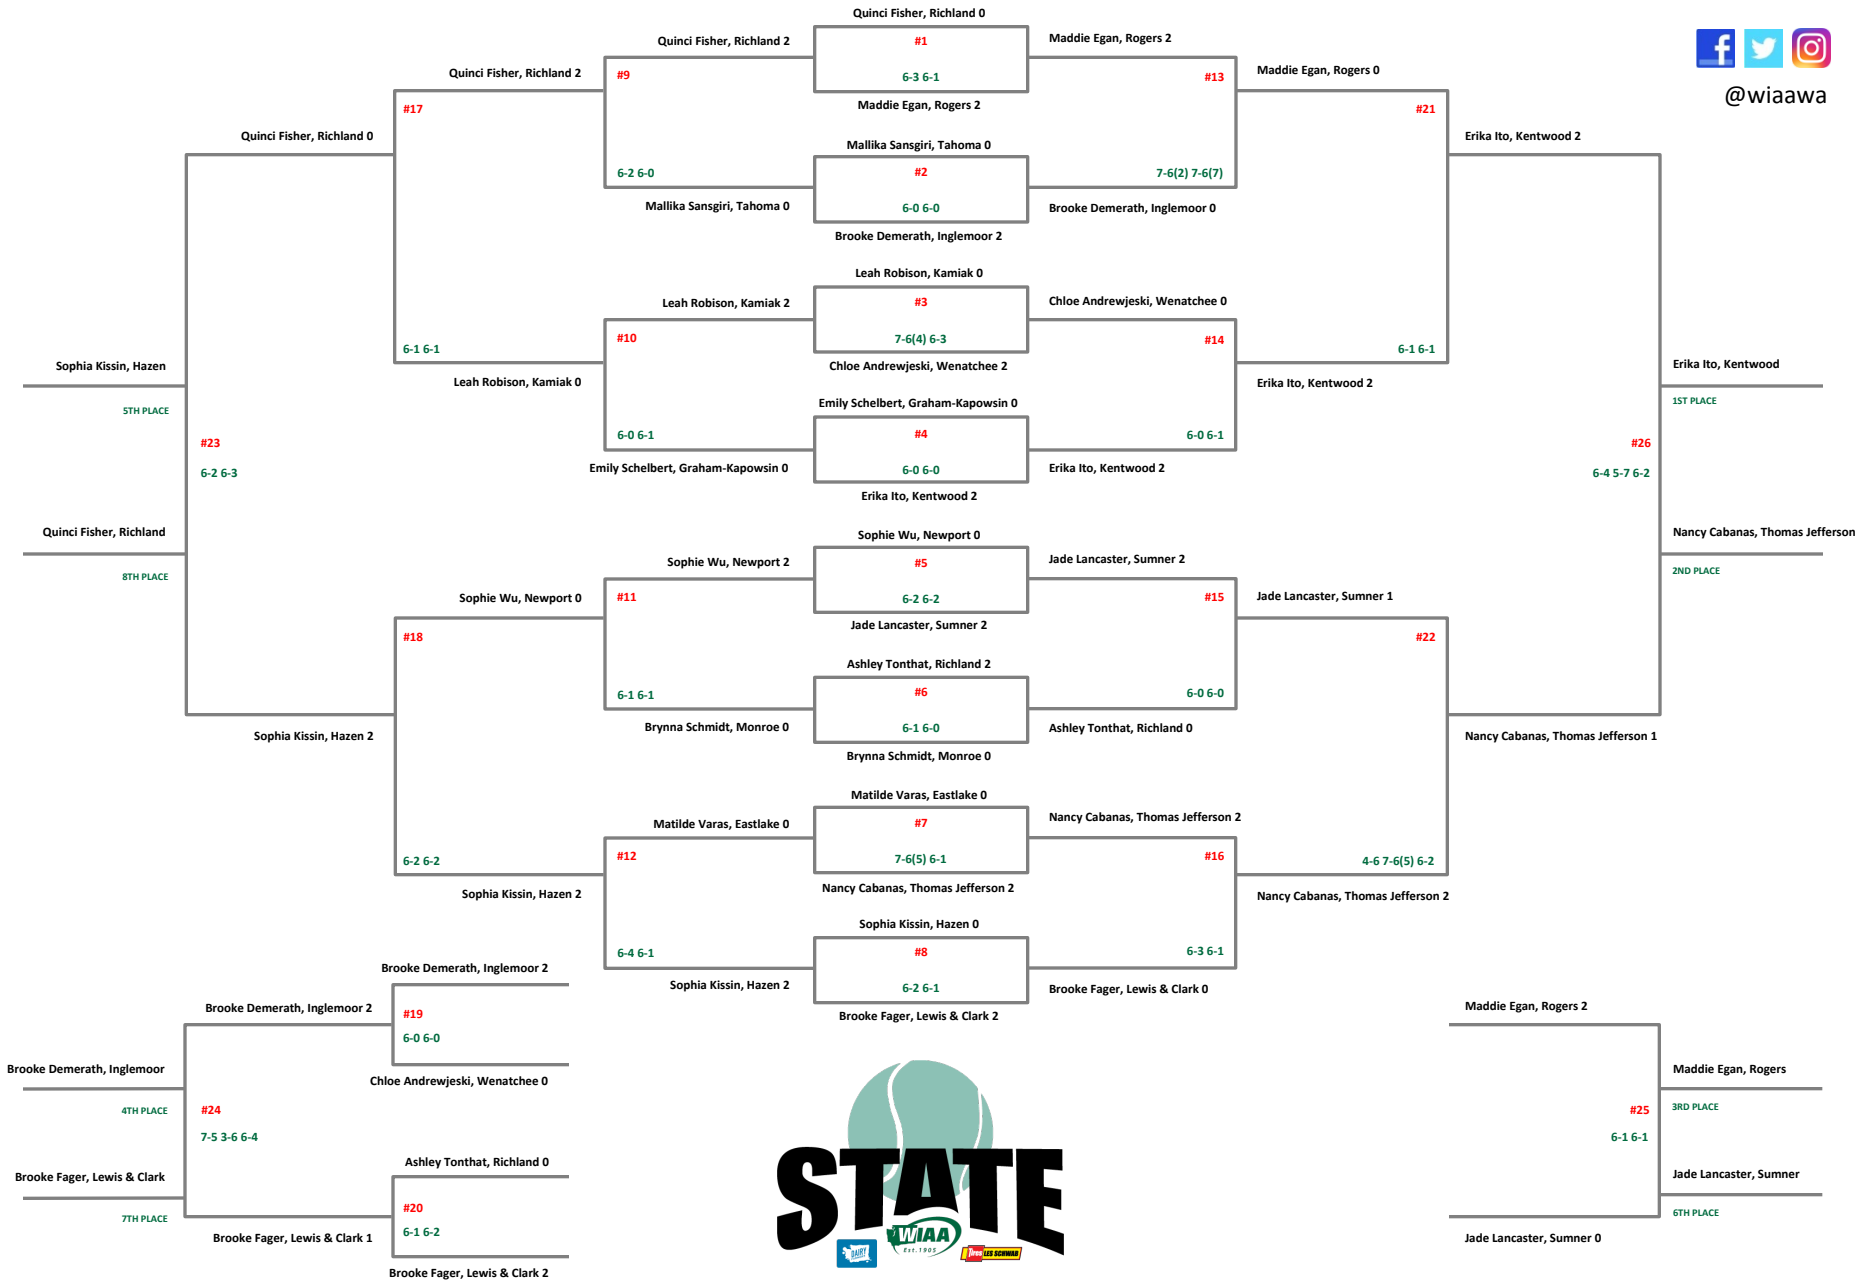 Quinci Fisher, Richland 0
Quinci Fisher, Richland 2
#1
Maddie Egan, Rogers 2
Quinci Fisher, Richland 2
#9
6-3 6-1
#13
Maddie Egan, Rogers 0
@wiaawa
#17
Maddie Egan, Rogers 2
#21
Quinci Fisher, Richland 0
Mallika Sansgiri, Tahoma 0
Erika Ito, Kentwood 2
6-2 6-0
#2
7-6(2) 7-6(7)
Mallika Sansgiri, Tahoma 0
6-0 6-0
Brooke Demerath, Inglemoor 0
Brooke Demerath, Inglemoor 2
Leah Robison, Kamiak 0
Leah Robison, Kamiak 2
#3
Chloe Andrewjeski, Wenatchee 0
#10
7-6(4) 6-3
#14
6-1 6-1
6-1 6-1
Sophia Kissin, Hazen
Chloe Andrewjeski, Wenatchee 2
Erika Ito, Kentwood
Leah Robison, Kamiak 0
Erika Ito, Kentwood 2
5TH PLACE
Emily Schelbert, Graham-Kapowsin 0
1ST PLACE
#23
6-0 6-1
#4
6-0 6-1
#26
6-2 6-3
Emily Schelbert, Graham-Kapowsin 0
6-0 6-0
Erika Ito, Kentwood 2
6-4 5-7 6-2
Erika Ito, Kentwood 2
Quinci Fisher, Richland
Sophie Wu, Newport 0
Nancy Cabanas, Thomas Jefferson
8TH PLACE
Sophie Wu, Newport 2
#5
Jade Lancaster, Sumner 2
2ND PLACE
Sophie Wu, Newport 0
#11
6-2 6-2
#15
Jade Lancaster, Sumner 1
#18
Jade Lancaster, Sumner 2
#22
Ashley Tonthat, Richland 2
6-1 6-1
#6
6-0 6-0
Sophia Kissin, Hazen 2
Brynna Schmidt, Monroe 0
6-1 6-0
Ashley Tonthat, Richland 0
Nancy Cabanas, Thomas Jefferson 1
Brynna Schmidt, Monroe 0
Matilde Varas, Eastlake 0
Matilde Varas, Eastlake 0
#7
Nancy Cabanas, Thomas Jefferson 2
6-2 6-2
#12
7-6(5) 6-1
#16
4-6 7-6(5) 6-2
Sophia Kissin, Hazen 2
Nancy Cabanas, Thomas Jefferson 2
Nancy Cabanas, Thomas Jefferson 2
Sophia Kissin, Hazen 0
6-4 6-1
#8
6-3 6-1
Brooke Demerath, Inglemoor 2
Sophia Kissin, Hazen 2
6-2 6-1
Brooke Fager, Lewis & Clark 0
Brooke Demerath, Inglemoor 2
#19
Brooke Fager, Lewis & Clark 2
Maddie Egan, Rogers 2
6-0 6-0
Brooke Demerath, Inglemoor
Chloe Andrewjeski, Wenatchee 0
Maddie Egan, Rogers
4TH PLACE
#24
#25
3RD PLACE
7-5 3-6 6-4
6-1 6-1
Brooke Fager, Lewis & Clark
Ashley Tonthat, Richland 0
Jade Lancaster, Sumner
7TH PLACE
#20
6TH PLACE
Brooke Fager, Lewis & Clark 1
6-1 6-2
Jade Lancaster, Sumner 0
Brooke Fager, Lewis & Clark 2
STATE
WIAA
Est. 1905
DAIRY
Tires LES SCHWAB